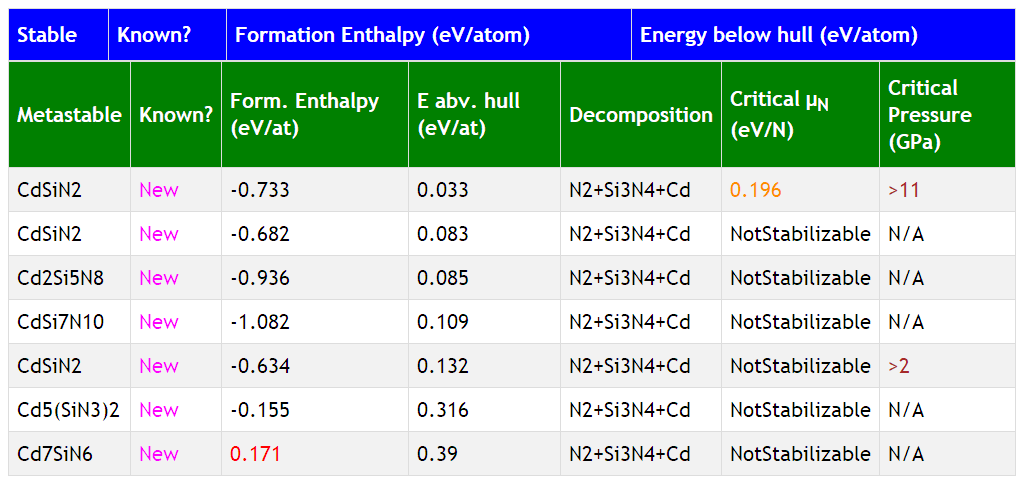 Stable Known? Formation Enthalpy (eV/atom) Energy below hull (eV/atom)
Metastable Known? Form. Enthalpy (eV/at) E abv. hull (eV/at) Decomposition Critical μN (eV/N) Critical Pressure (GPa)
CdSiN2 New -0.733 0.033 N2+Si3N4+Cd 0.196 >11
CdSiN2 New -0.682 0.083 N2+Si3N4+Cd NotStabilizable N/A
Cd2Si5N8 New -0.936 0.085 N2+Si3N4+Cd NotStabilizable N/A
CdSi7N10 New -1.082 0.109 N2+Si3N4+Cd NotStabilizable N/A
CdSiN2 New -0.634 0.132 N2+Si3N4+Cd NotStabilizable >2
Cd5(SiN3)2 New -0.155 0.316 N2+Si3N4+Cd NotStabilizable N/A
Cd7SiN6 New 0.171 0.39 N2+Si3N4+Cd NotStabilizable N/A